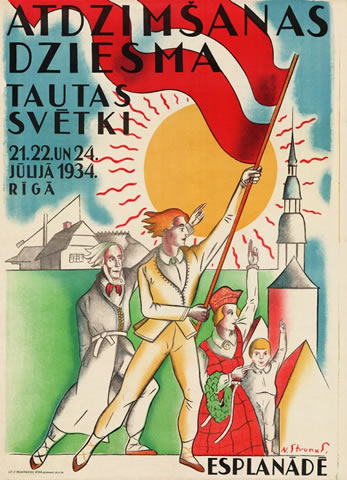 ATDZIMŠANAS
DZIESMA
TAUTAS
SVĒTKI
21. 22. UN 24.
JŪLIJĀ 1934.
RĪGĀ
N. Strunke.
ESPLANĀDĒ